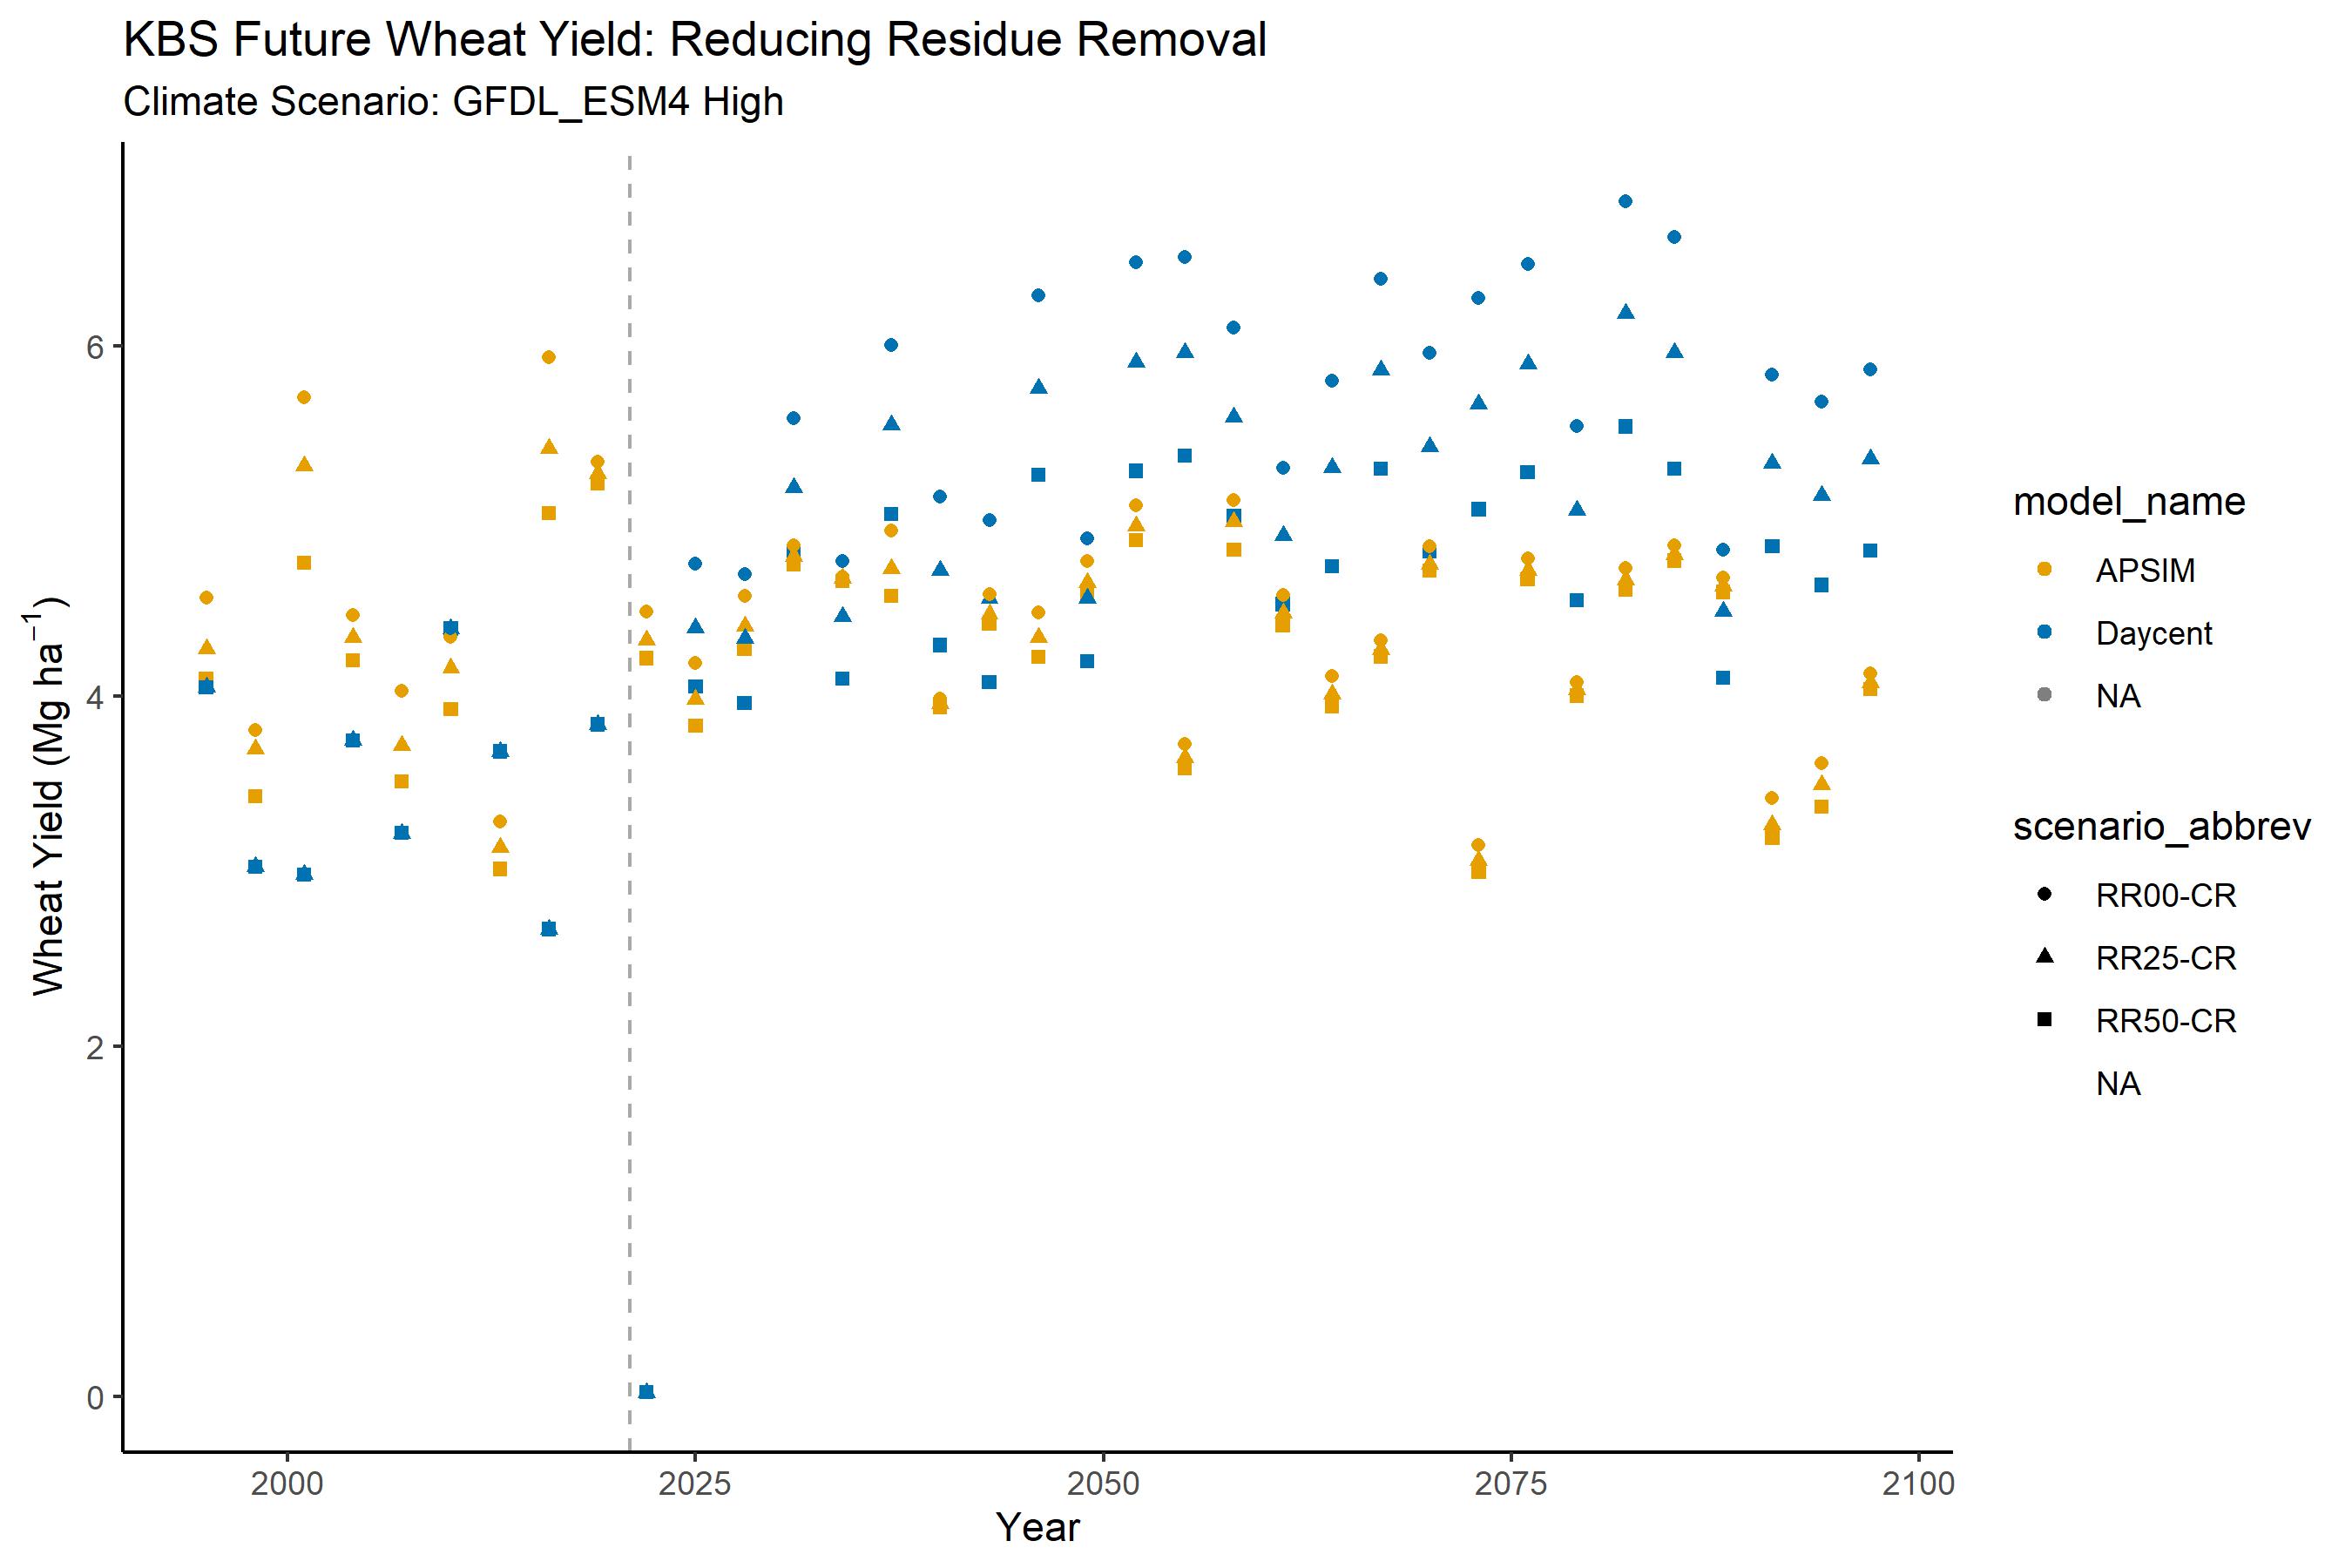 KBS Future Wheat Yield: Reducing Residue Removal
Climate Scenario: GFDL_ESM4 High
Wheat Yield (Mg ha⁻¹)
6
4
2
0
2000 2025 2050 2075 2100
Year
model_name
APSIM
Daycent
NA
scenario_abbrev
RR00-CR
RR25-CR
RR50-CR
NA